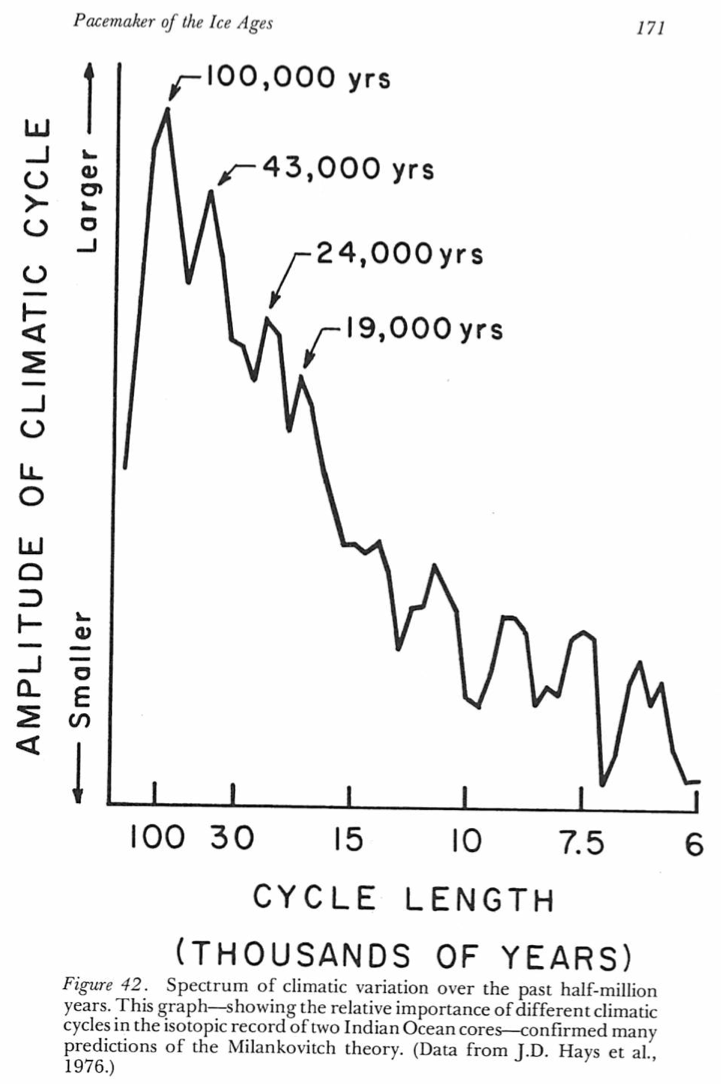 Pacemaker of the Ice Ages 171
100,000 yrs
43,000 yrs
24,000 yrs
19,000 yrs
AMPLITUDE OF CLIMATIC CYCLE
Larger
Smaller
100 30 15 10 7.5 6
CYCLE LENGTH
(THOUSANDS OF YEARS)
Figure 42. Spectrum of climatic variation over the past half-million
years. This graph—showing the relative importance of different climatic
cycles in the isotopic record of two Indian Ocean cores—confirmed many
predictions of the Milankovitch theory. (Data from J.D. Hays et al.,
1976.)